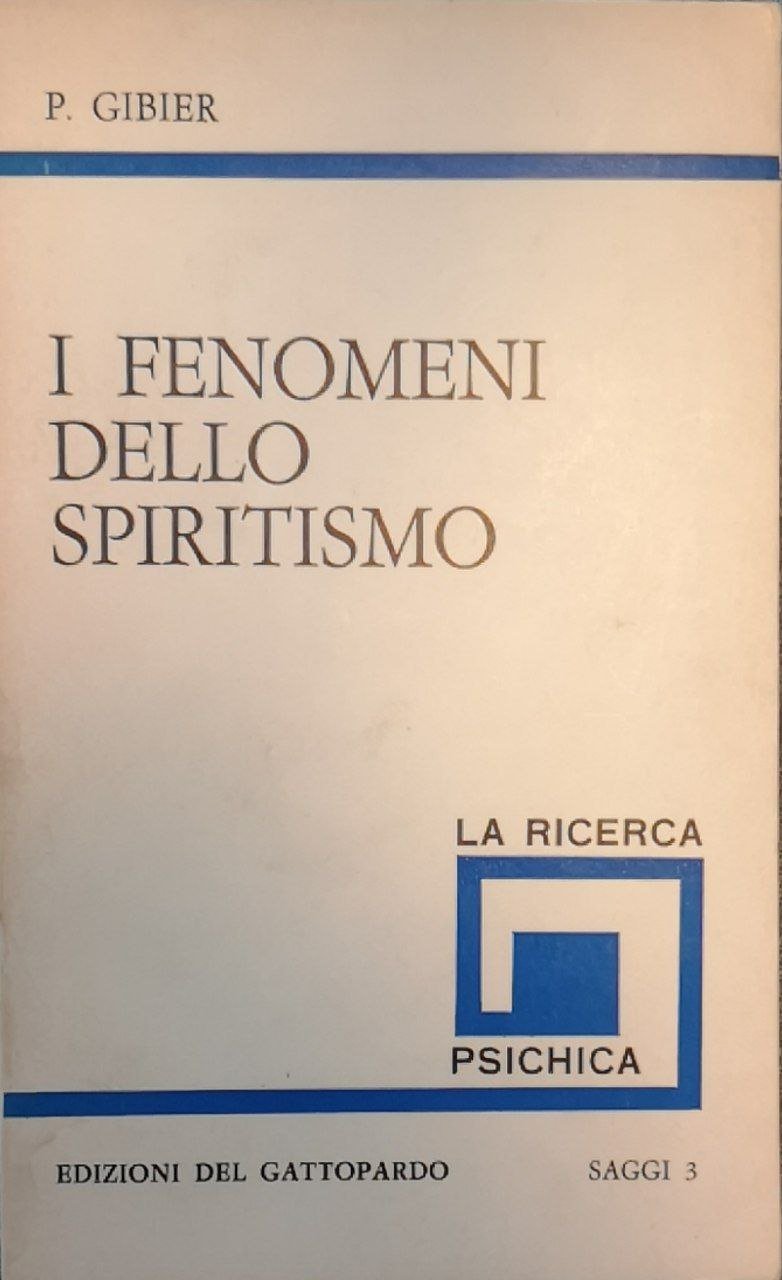 P. GIBIER
I FENOMENI
DELLO
SPIRITISMO
LA RICERCA
PSICHICA
EDIZIONI DEL GATTOPARDO
SAGGI 3